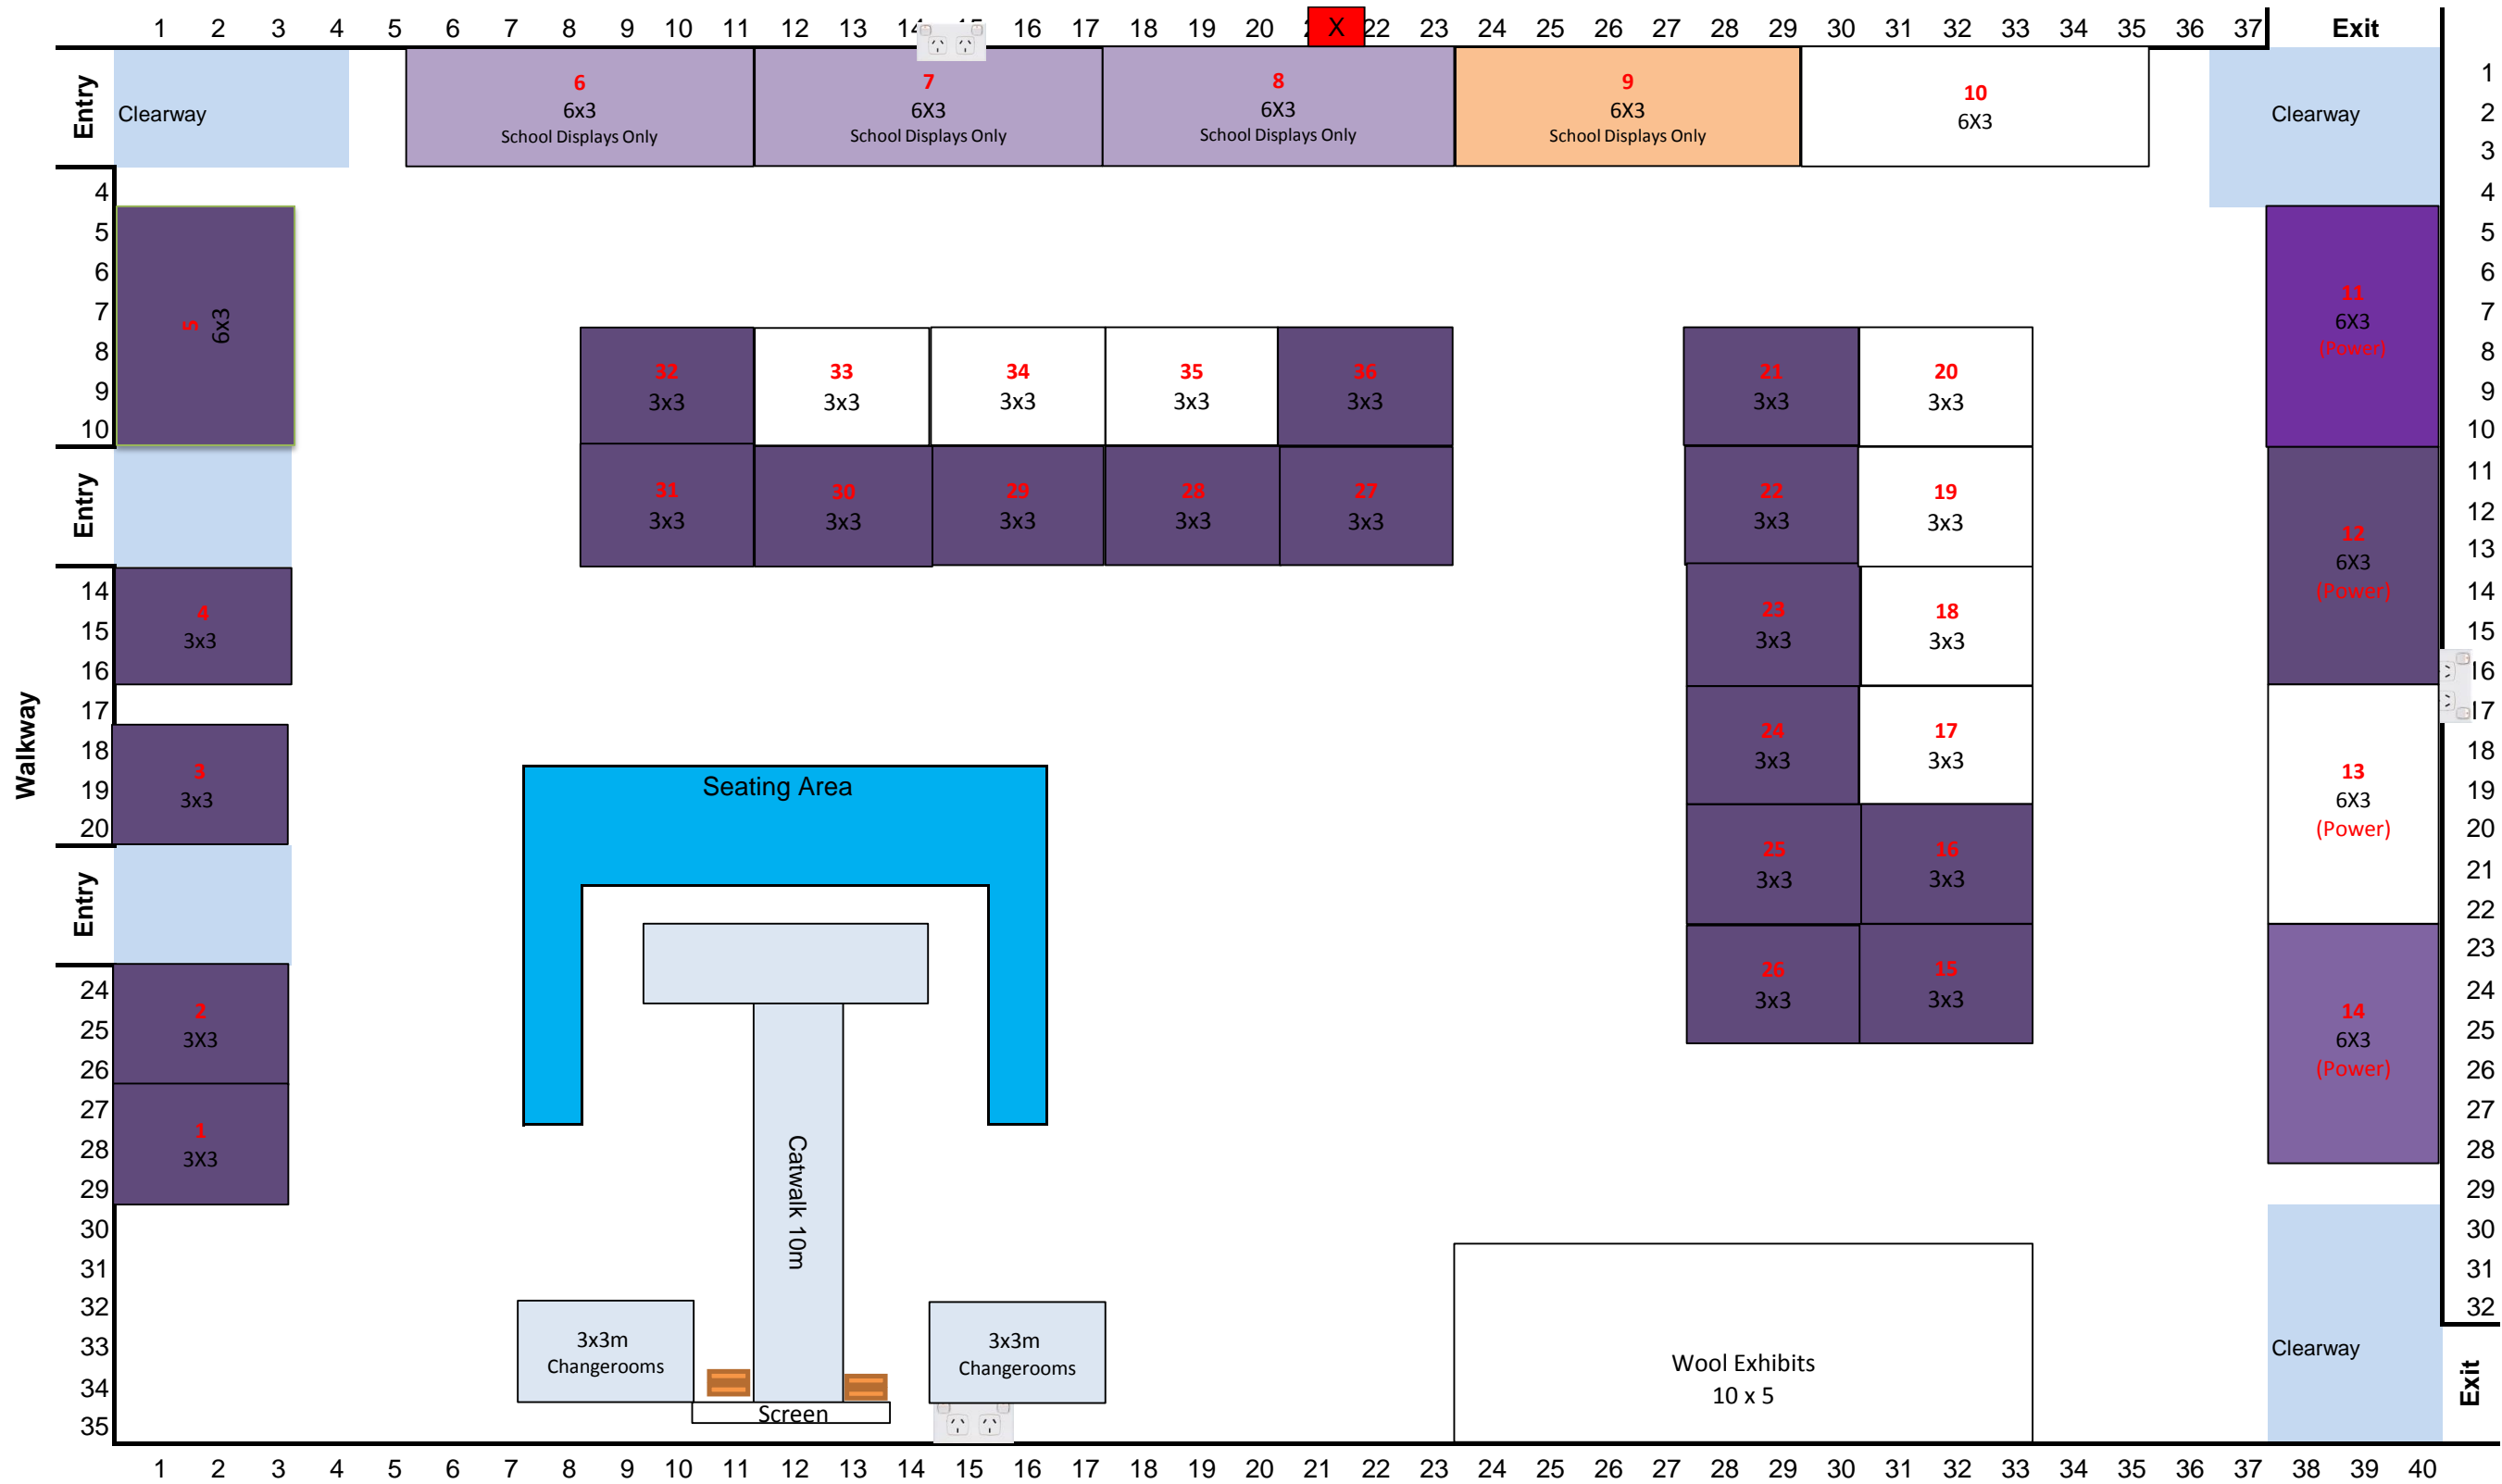 1 2 3 4 5 6 7 8 9 10 11 12 13 14 15 16 17 18 19 20 X 22 23 24 25 26 27 28 29 30 31 32 33 34 35 36 37 Exit
Entry
Clearway
6
6x3
School Displays Only
7
6X3
School Displays Only
8
6X3
School Displays Only
9
6X3
School Displays Only
10
6X3
Clearway
1
2
3
4
5
6
7
8
9
10
Entry
14
15
16
17
18
19
20
Walkway
Entry
24
25
26
27
28
29
30
31
32
33
34
35
5
6x3
4
3x3
3
3x3
2
3X3
1
3X3
32
3x3
33
3x3
34
3x3
35
3x3
36
3x3
31
3x3
30
3x3
29
3x3
28
3x3
27
3x3
21
3x3
20
3x3
22
3x3
19
3x3
23
3x3
18
3x3
24
3x3
17
3x3
25
3x3
16
3x3
26
3x3
15
3x3
11
6X3
(Power)
12
6X3
(Power)
13
6X3
(Power)
14
6X3
(Power)
4
5
6
7
8
9
10
11
12
13
14
15
16
17
18
19
20
21
22
23
24
25
26
27
28
29
30
31
32
Exit
Seating Area
Catwalk 10m
3x3m
Changerooms
3x3m
Changerooms
Screen
Wool Exhibits
10 x 5
Clearway
1 2 3 4 5 6 7 8 9 10 11 12 13 14 15 16 17 18 19 20 21 22 23 24 25 26 27 28 29 30 31 32 33 34 35 36 37 38 39 40